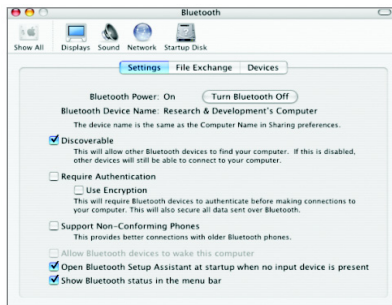 Bluetooth
Show All Displays Sound Network Startup Disk
Settings File Exchange Devices
Bluetooth Power: On Turn Bluetooth Off
Bluetooth Device Name: Research & Development's Computer
The device name is the same as the Computer Name in Sharing preferences.
Discoverable
This will allow other Bluetooth devices to find your computer. If this is disabled,
other devices will still be able to connect to your computer.
Require Authentication
Use Encryption
This will require Bluetooth devices to authenticate before making connections to
your computer. This will also secure all data sent over Bluetooth.
Support Non-Conforming Phones
This provides better connections with older Bluetooth phones.
Allow Bluetooth devices to wake this computer
Open Bluetooth Setup Assistant at startup when no input device is present
Show Bluetooth status in the menu bar